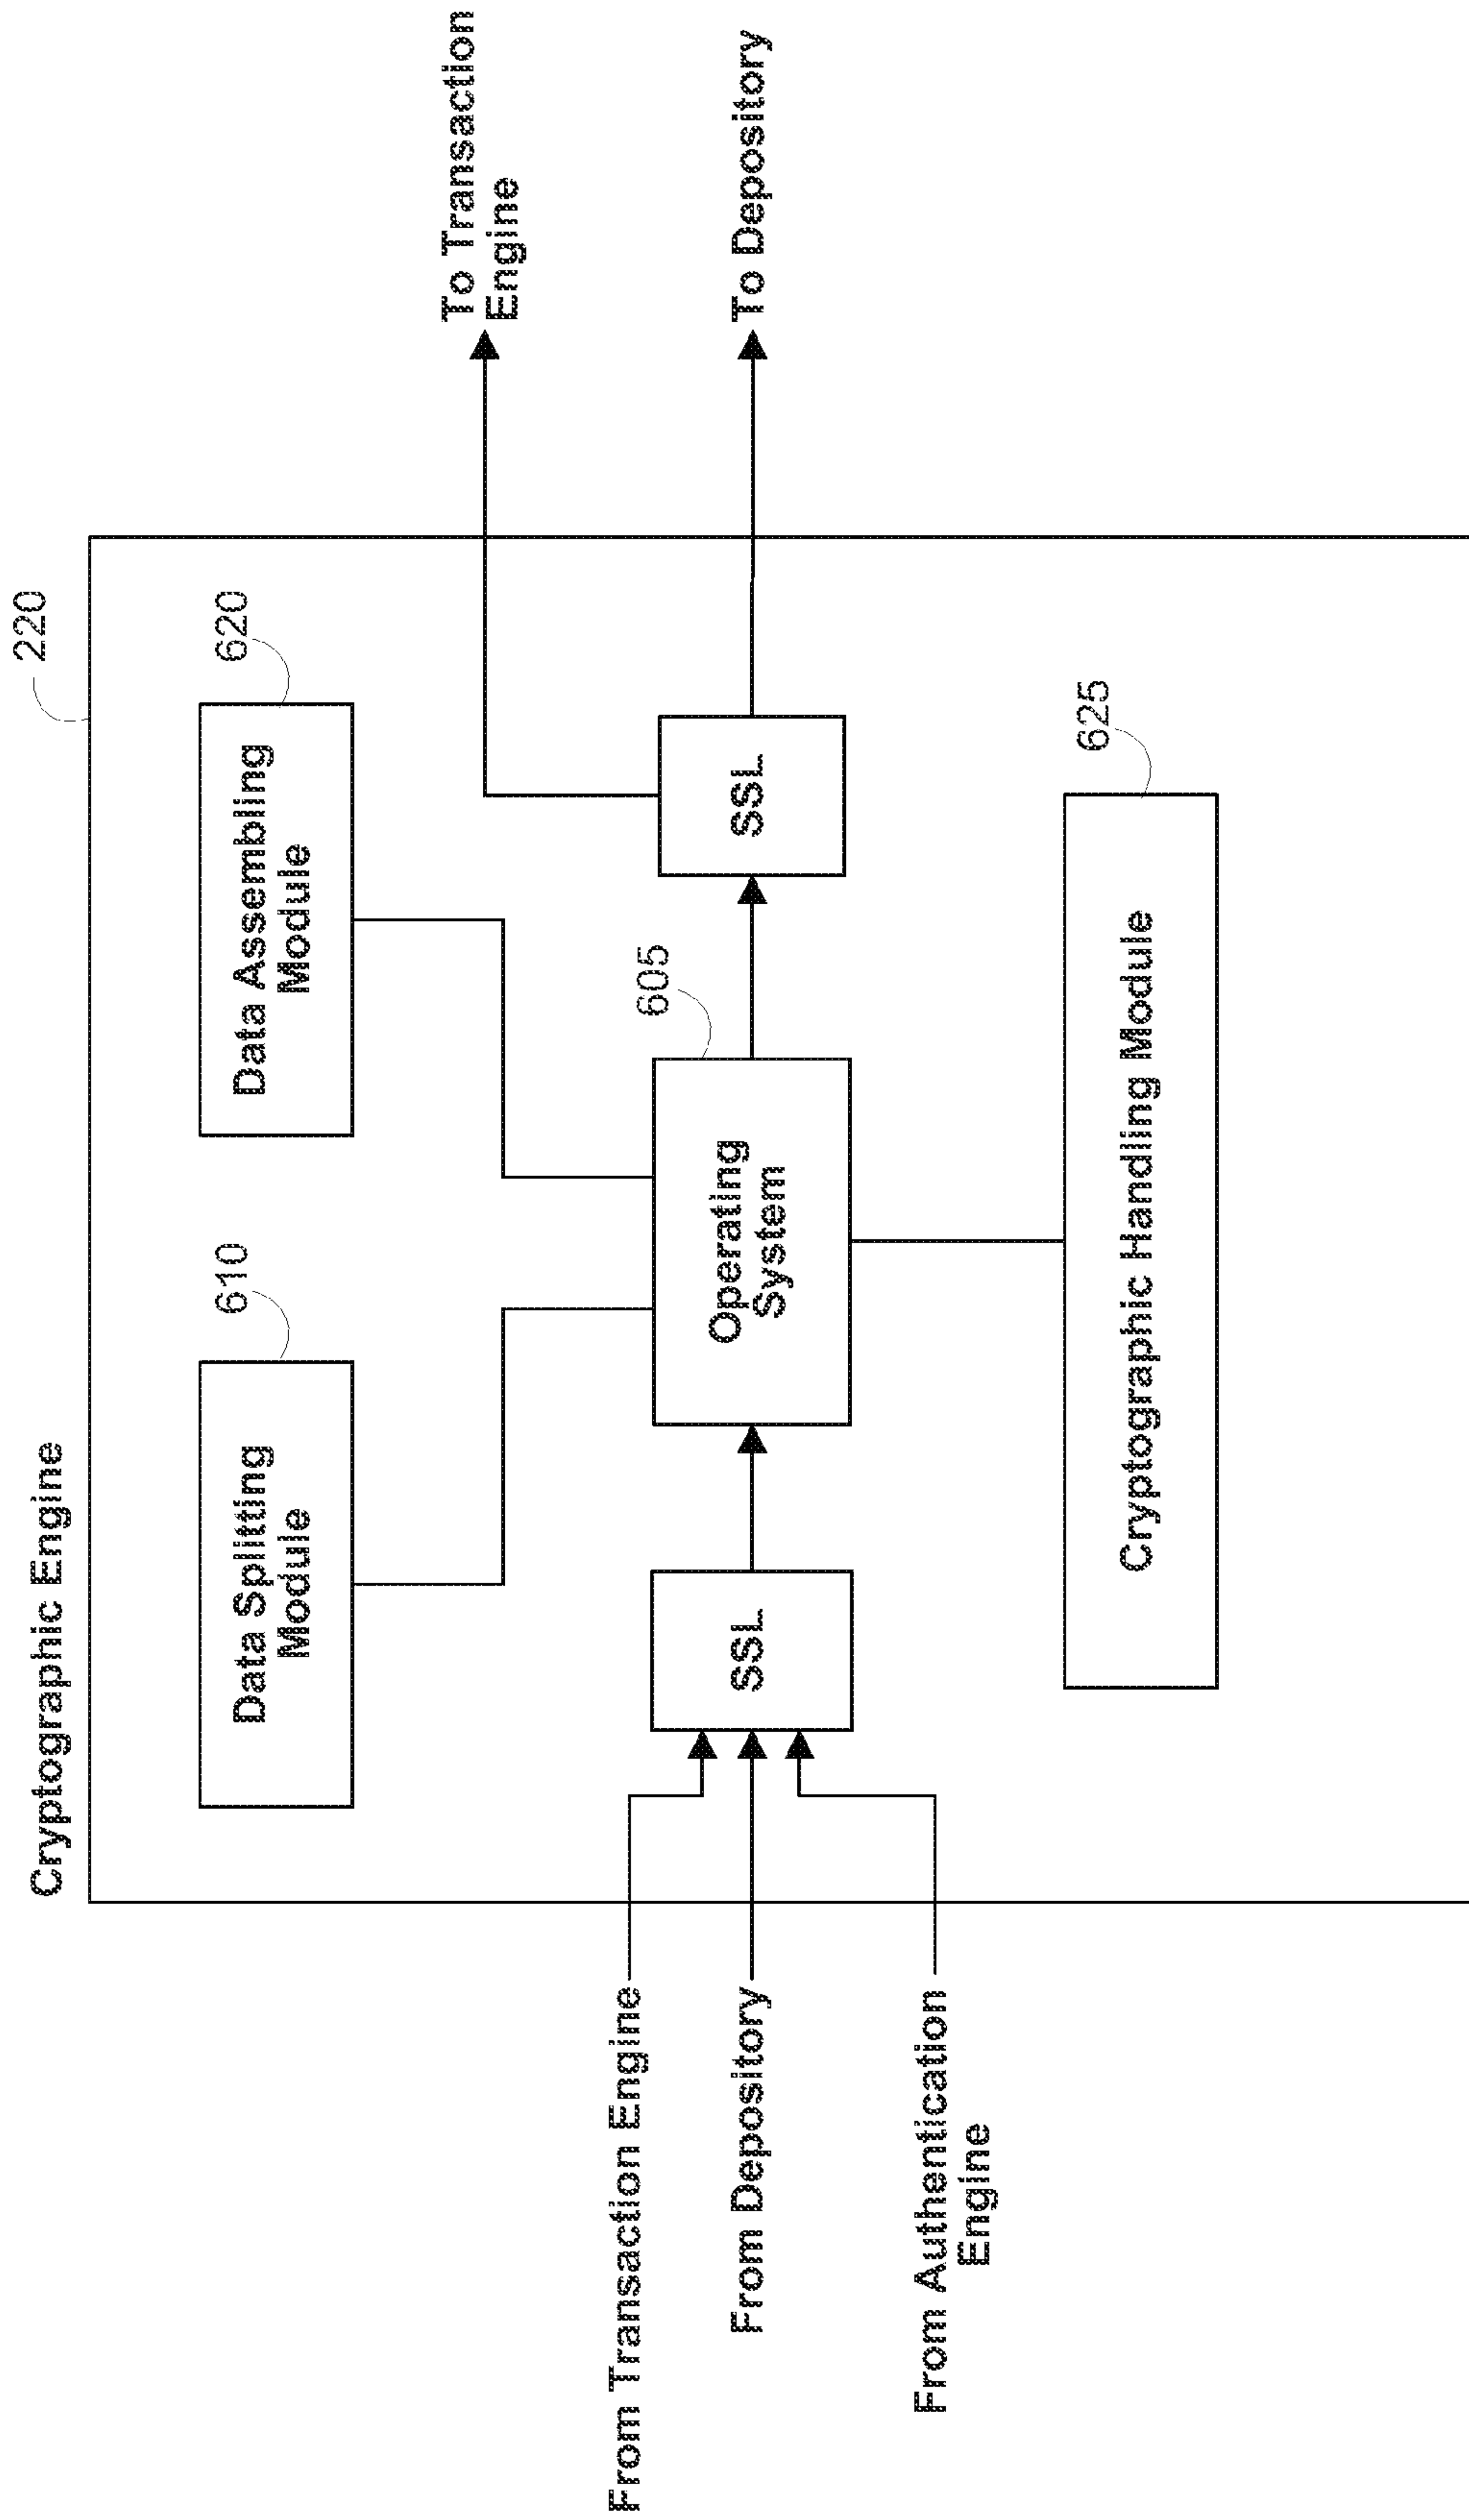 Cryptographic Engine
220
Data Splitting
Module
610
Data Assembling
Module
620
To Transaction
Engine
From Transaction Engine
From Depository
From Authentication
Engine
SSL
Operating
System
605
SSL
To Depository
Cryptographic Handling Module
625